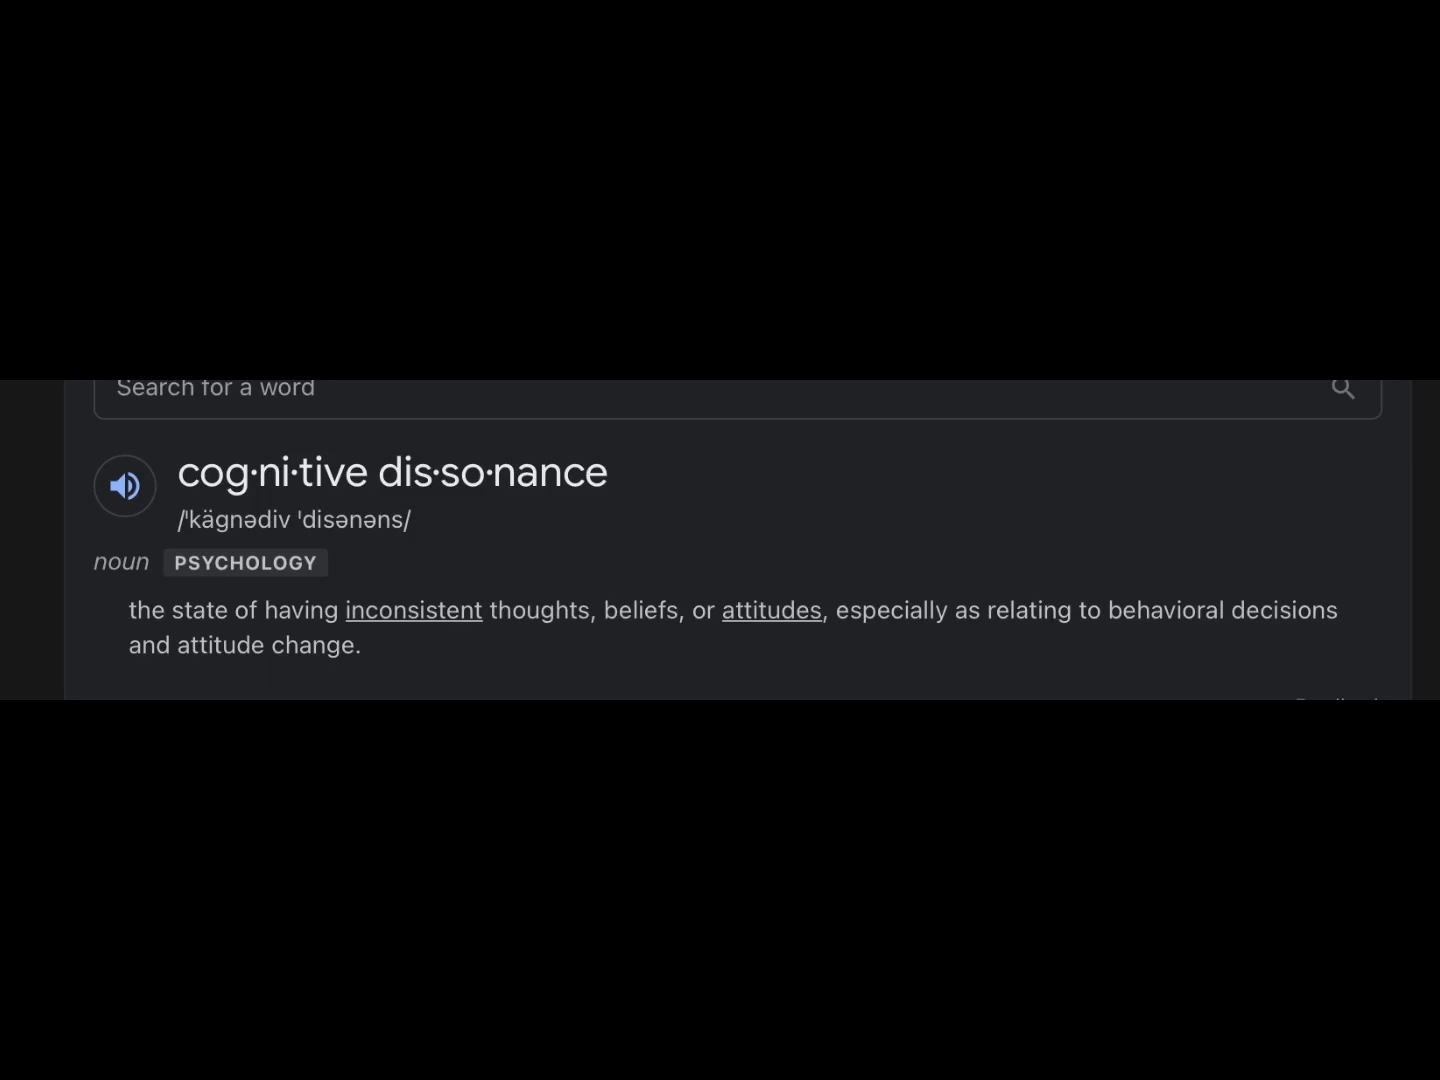 Search for a word
cog·ni·tive dis·so·nance
/ˈkäɡnədiv ˈdisənəns/
noun PSYCHOLOGY
the state of having inconsistent thoughts, beliefs, or attitudes, especially as relating to behavioral decisions
and attitude change.